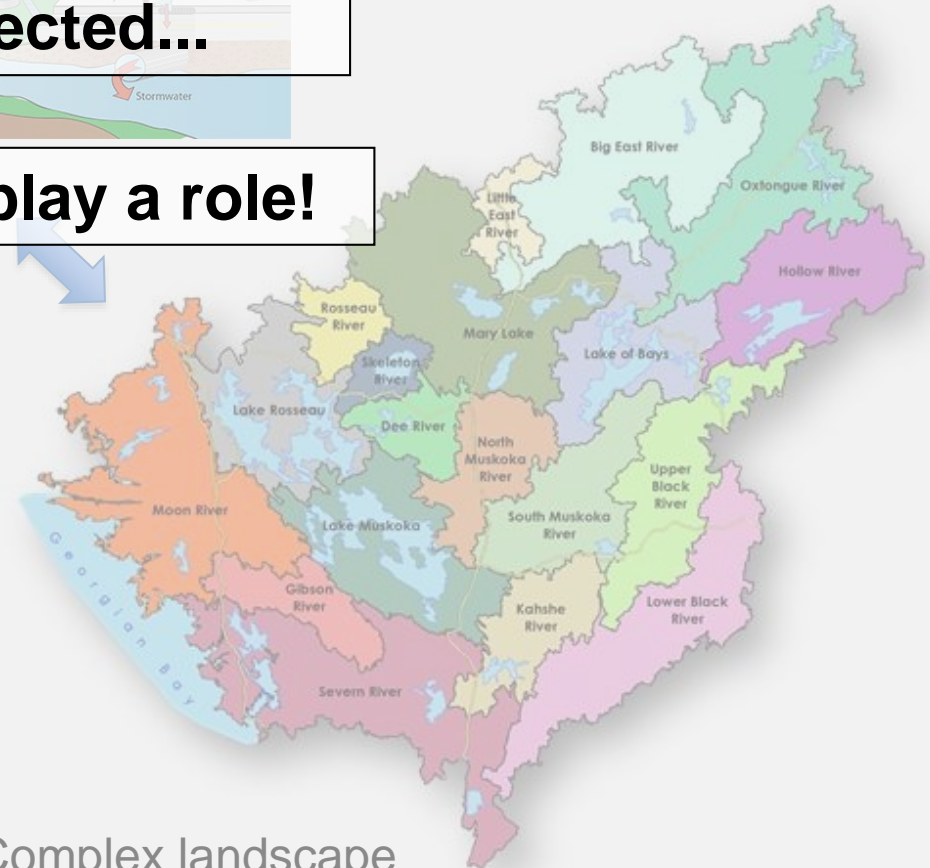 ected...
Stormwater
play a role!
Big East River
Little
East
River
Oxtongue River
Hollow River
Rosseau
River
Mary Lake
Lake of Bays
Skeleton
River
Lake Rosseau
Dee River
North
Muskoka
River
Upper
Black
River
Moon River
Lake Muskoka
South Muskoka
River
Georgian Bay
Gibson
River
Kahshe
River
Lower Black
River
Severn River
Complex landscape